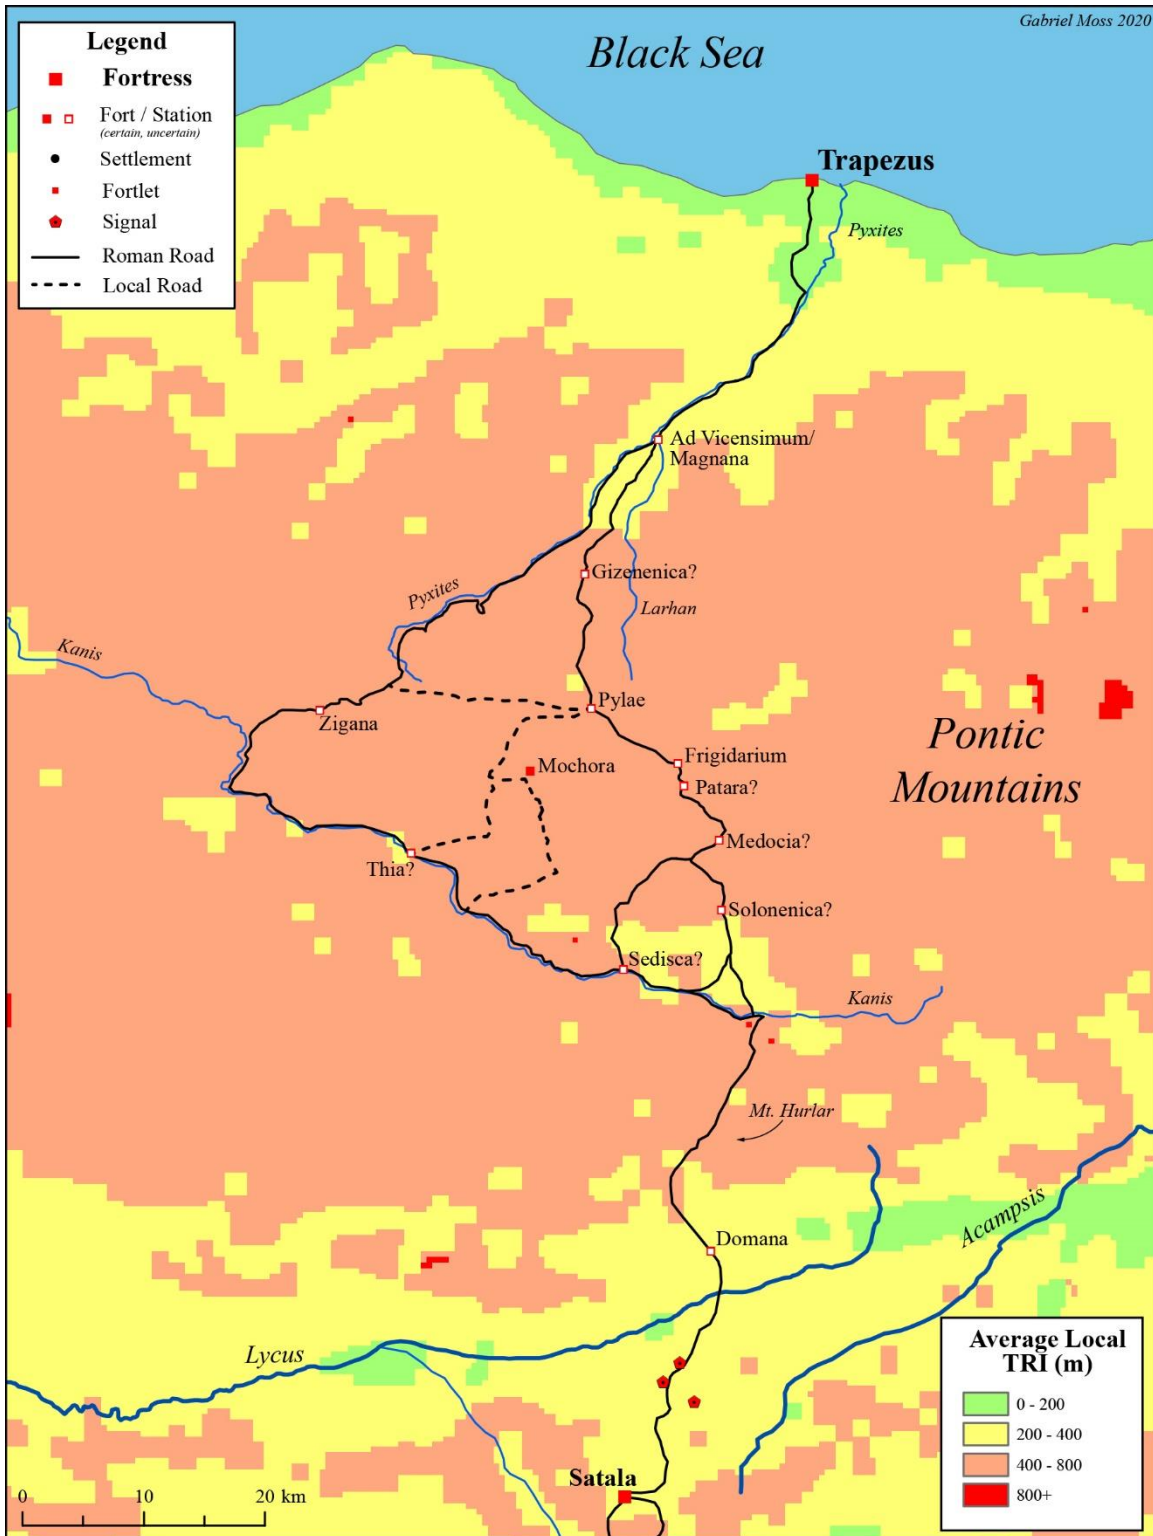 Gabriel Moss 2020
Legend
Fortress
Fort / Station
(certain, uncertain)
Settlement
Fortlet
Signal
Roman Road
Local Road
Black Sea
Trapezus
Pyxites
Ad Vicensimum/
Magnana
Gizenenica?
Pyxites
Larhan
Kanis
Zigana
Pylae
Pontic
Mountains
Frigidarium
Mochora
Patara?
Medocia?
Thia?
Solonenica?
Sedisca?
Kanis
Mt. Hurlar
Acampsis
Domana
Lycus
Satala
0 10 20 km
Average Local
TRI (m)
0 - 200
200 - 400
400 - 800
800+